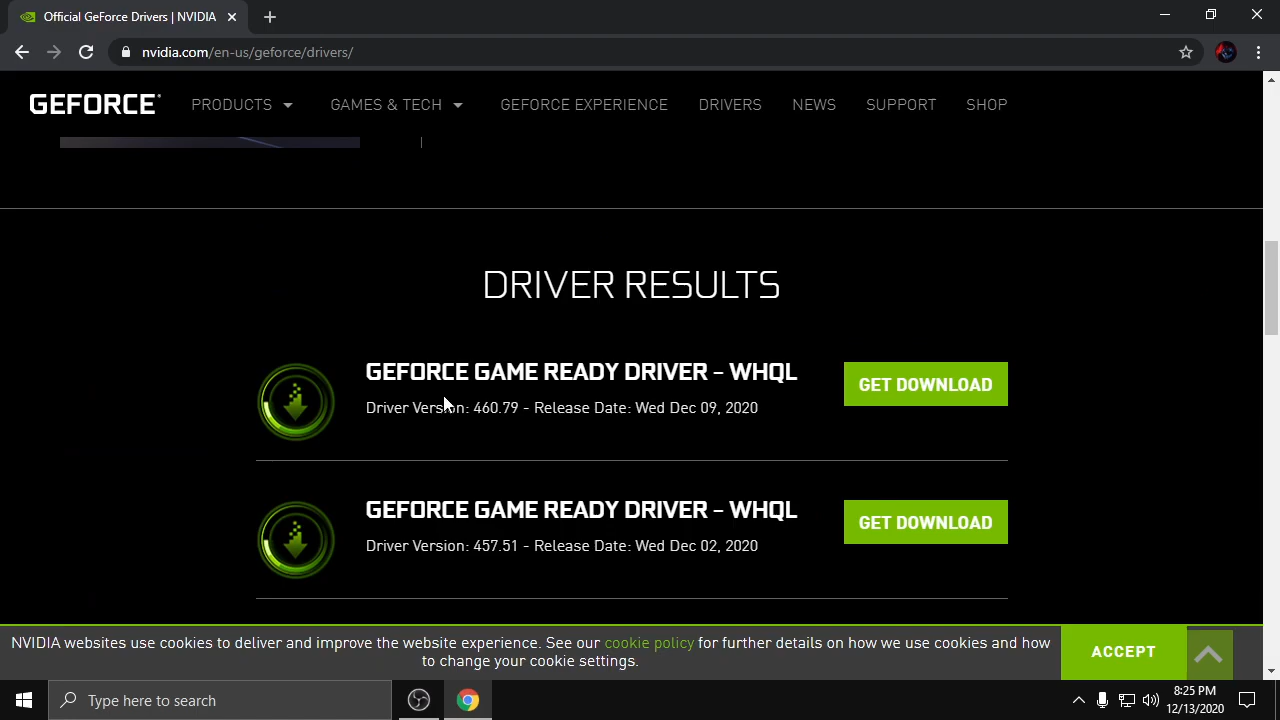 Official GeForce Drivers | NVIDIA
nvidia.com/en-us/geforce/drivers/
GEFORCE PRODUCTS GAMES & TECH GEFORCE EXPERIENCE DRIVERS NEWS SUPPORT SHOP
DRIVER RESULTS
GEFORCE GAME READY DRIVER – WHQL
GET DOWNLOAD
Driver Version: 460.79 - Release Date: Wed Dec 09, 2020
GEFORCE GAME READY DRIVER – WHQL
GET DOWNLOAD
Driver Version: 457.51 - Release Date: Wed Dec 02, 2020
NVIDIA websites use cookies to deliver and improve the website experience. See our cookie policy for further details on how we use cookies and how
to change your cookie settings.
ACCEPT
Type here to search
8:25 PM
12/13/2020